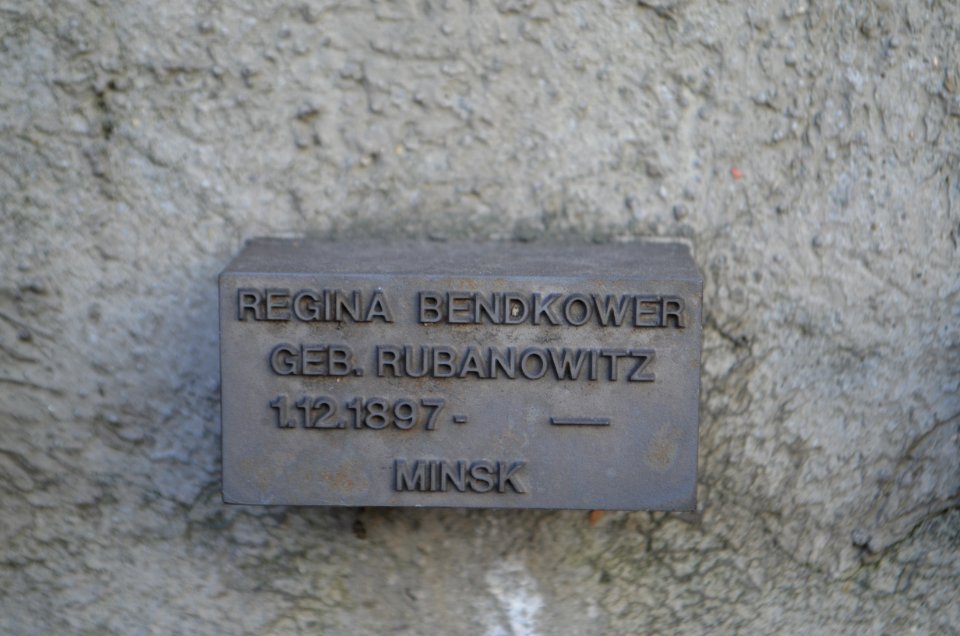 REGINA BENDKOWER
GEB. RUBANOWITZ
1.12.1897 - —
MINSK